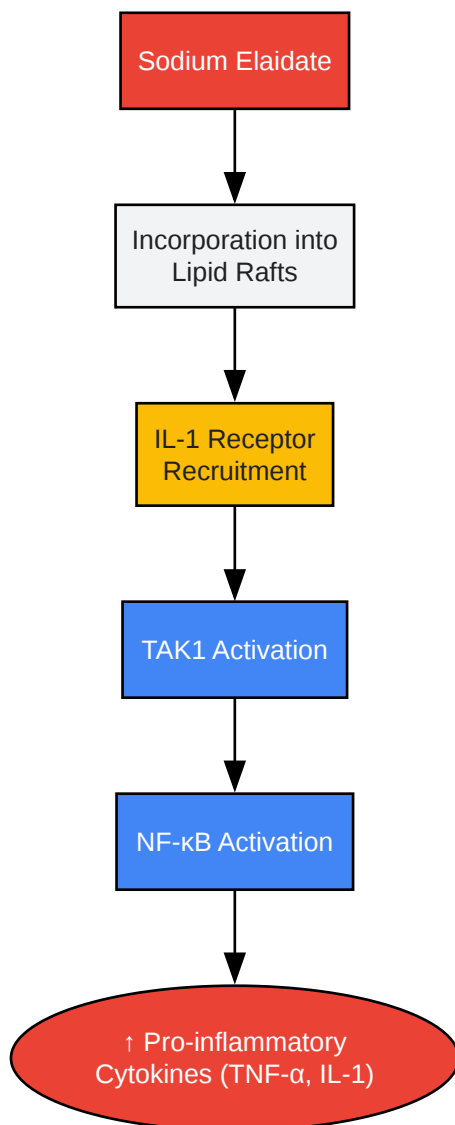 Sodium Elaidate
Incorporation into
Lipid Rafts
IL-1 Receptor
Recruitment
TAK1 Activation
NF-κB Activation
↑ Pro-inflammatory
Cytokines (TNF-α, IL-1)